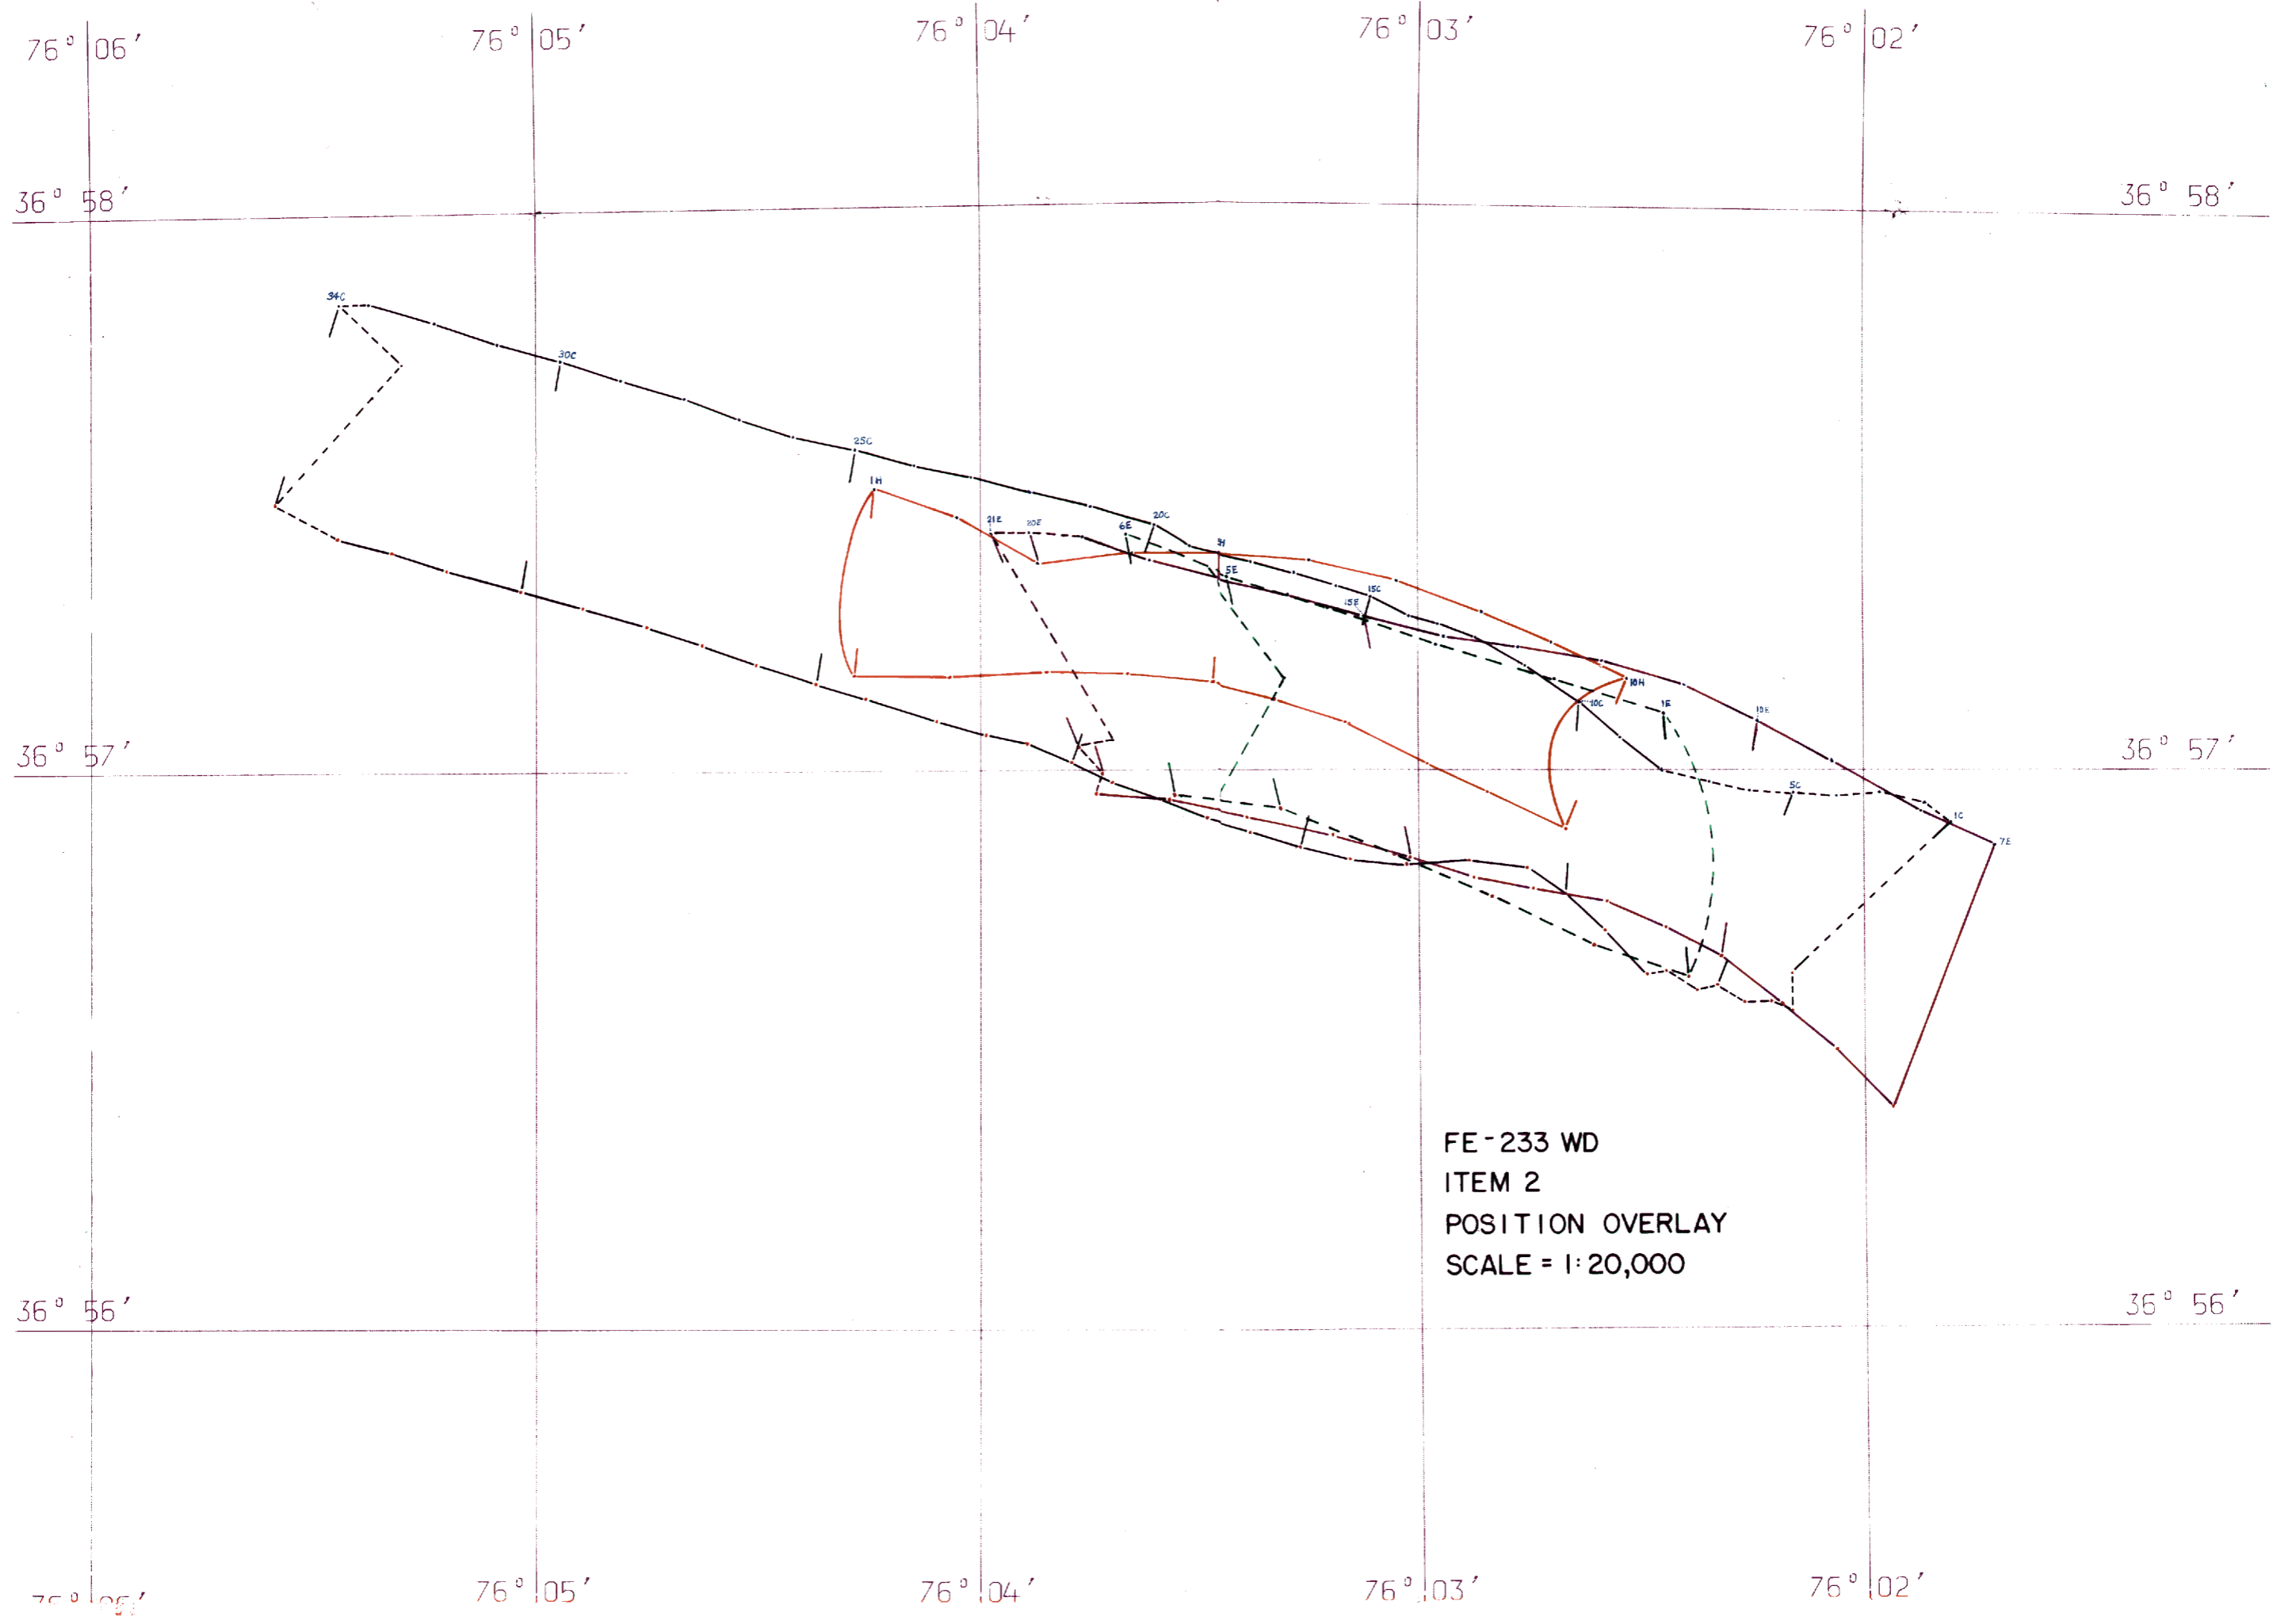 76° 06′
76° 05′
76° 04′
76° 03′
76° 02′
36° 58′
36° 58′
34C
30C
25C
1H
21E
20E
6E
20C
5H
5E
15C
15E
10H
10C
1E
10E
36° 57′
36° 57′
5C
1C
7E
FE-233 WD
ITEM 2
POSITION OVERLAY
SCALE = 1:20,000
36° 56′
36° 56′
76° 05′
76° 04′
76° 03′
76° 02′